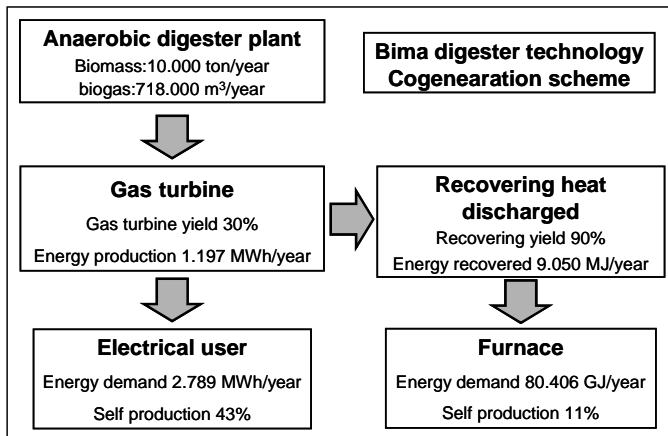 Anaerobic digester plant
Biomass:10.000 ton/year
biogas:718.000 m³/year
Bima digester technology
Cogenearation scheme
Gas turbine
Gas turbine yield 30%
Energy production 1.197 MWh/year
Recovering heat
discharged
Recovering yield 90%
Energy recovered 9.050 MJ/year
Electrical user
Energy demand 2.789 MWh/year
Self production 43%
Furnace
Energy demand 80.406 GJ/year
Self production 11%